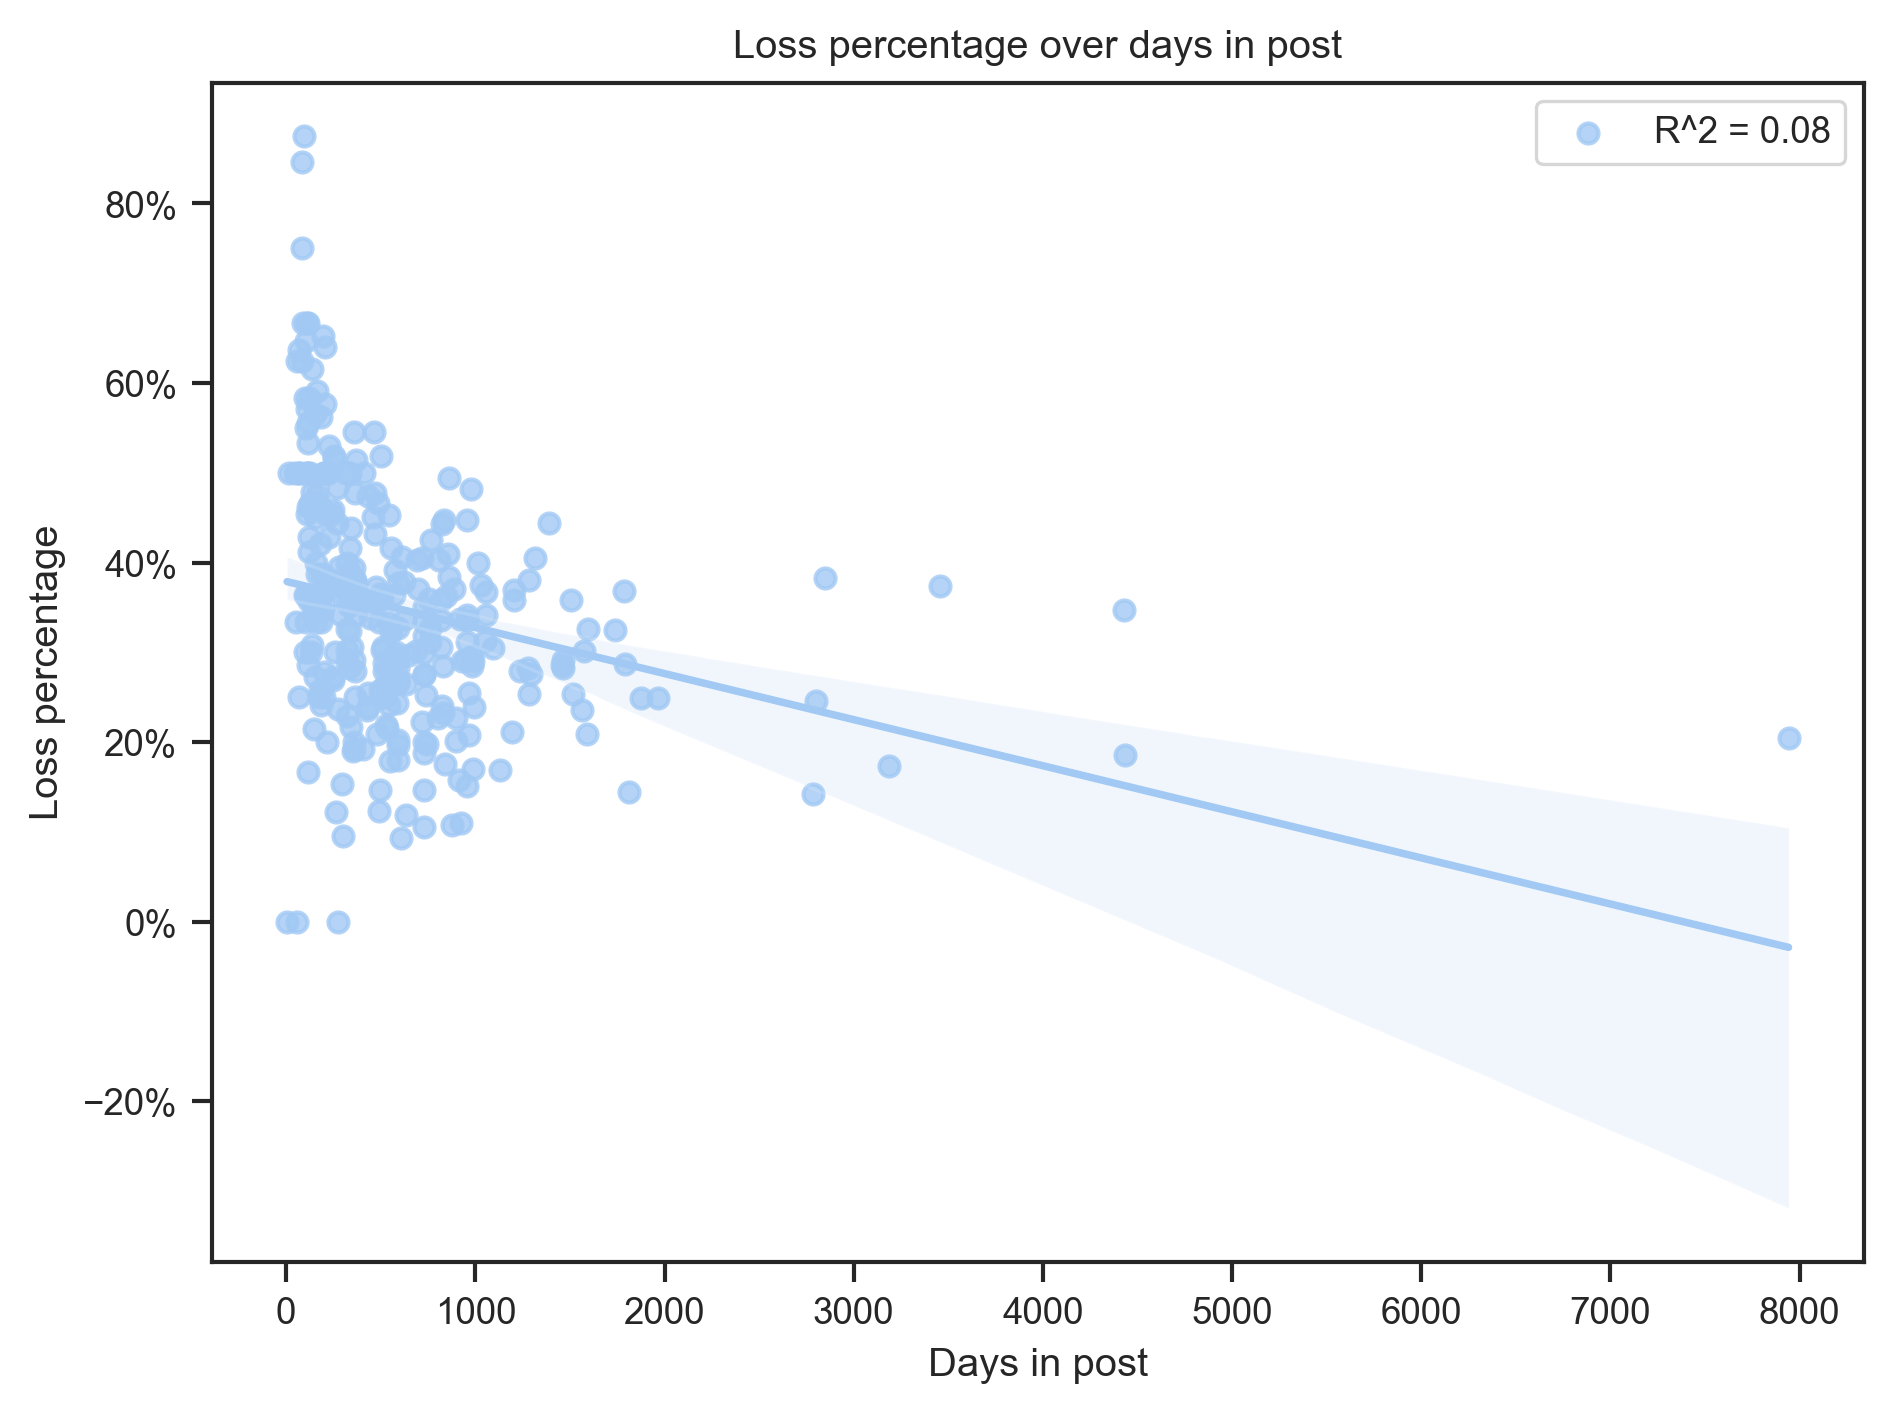 Loss percentage over days in post
R^2 = 0.08
80%
60%
40%
20%
0%
−20%
Loss percentage
0 1000 2000 3000 4000 5000 6000 7000 8000
Days in post